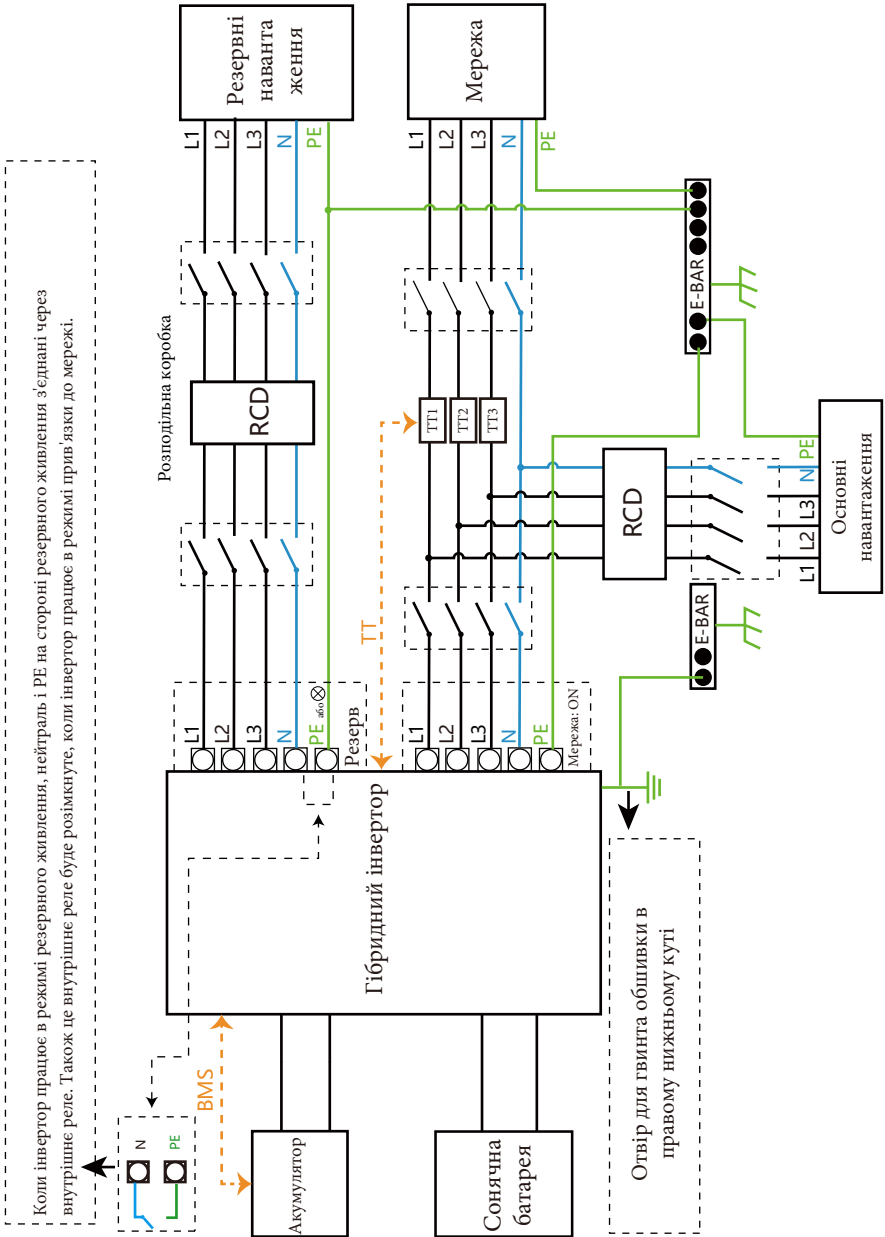 Коли інвертор працює в режимі резервного живлення, нейтраль і PE на стороні резервного живлення з'єднані через
внутрішнє реле. Також це внутрішнє реле буде розімкнуте, коли інвертор працює в режимі прив'язки до мережі.
N
PE
BMS
Акумулятор
Сонячна
батарея
Гібридний інвертор
Отвір для гвинта обшивки в
правому нижньому куті
L1
L2
L3
N
PE
або
Резерв
L1
L2
L3
N
PE
Мережа: ON
TT
Розподільна коробка
RCD
TT1
TT2
TT3
RCD
L1
L2
L3
N
PE
Резервні
наванта
ження
L1
L2
L3
N
PE
Мережа
E-BAR
E-BAR
L1
L2
L3
N
PE
Основні
навантаження